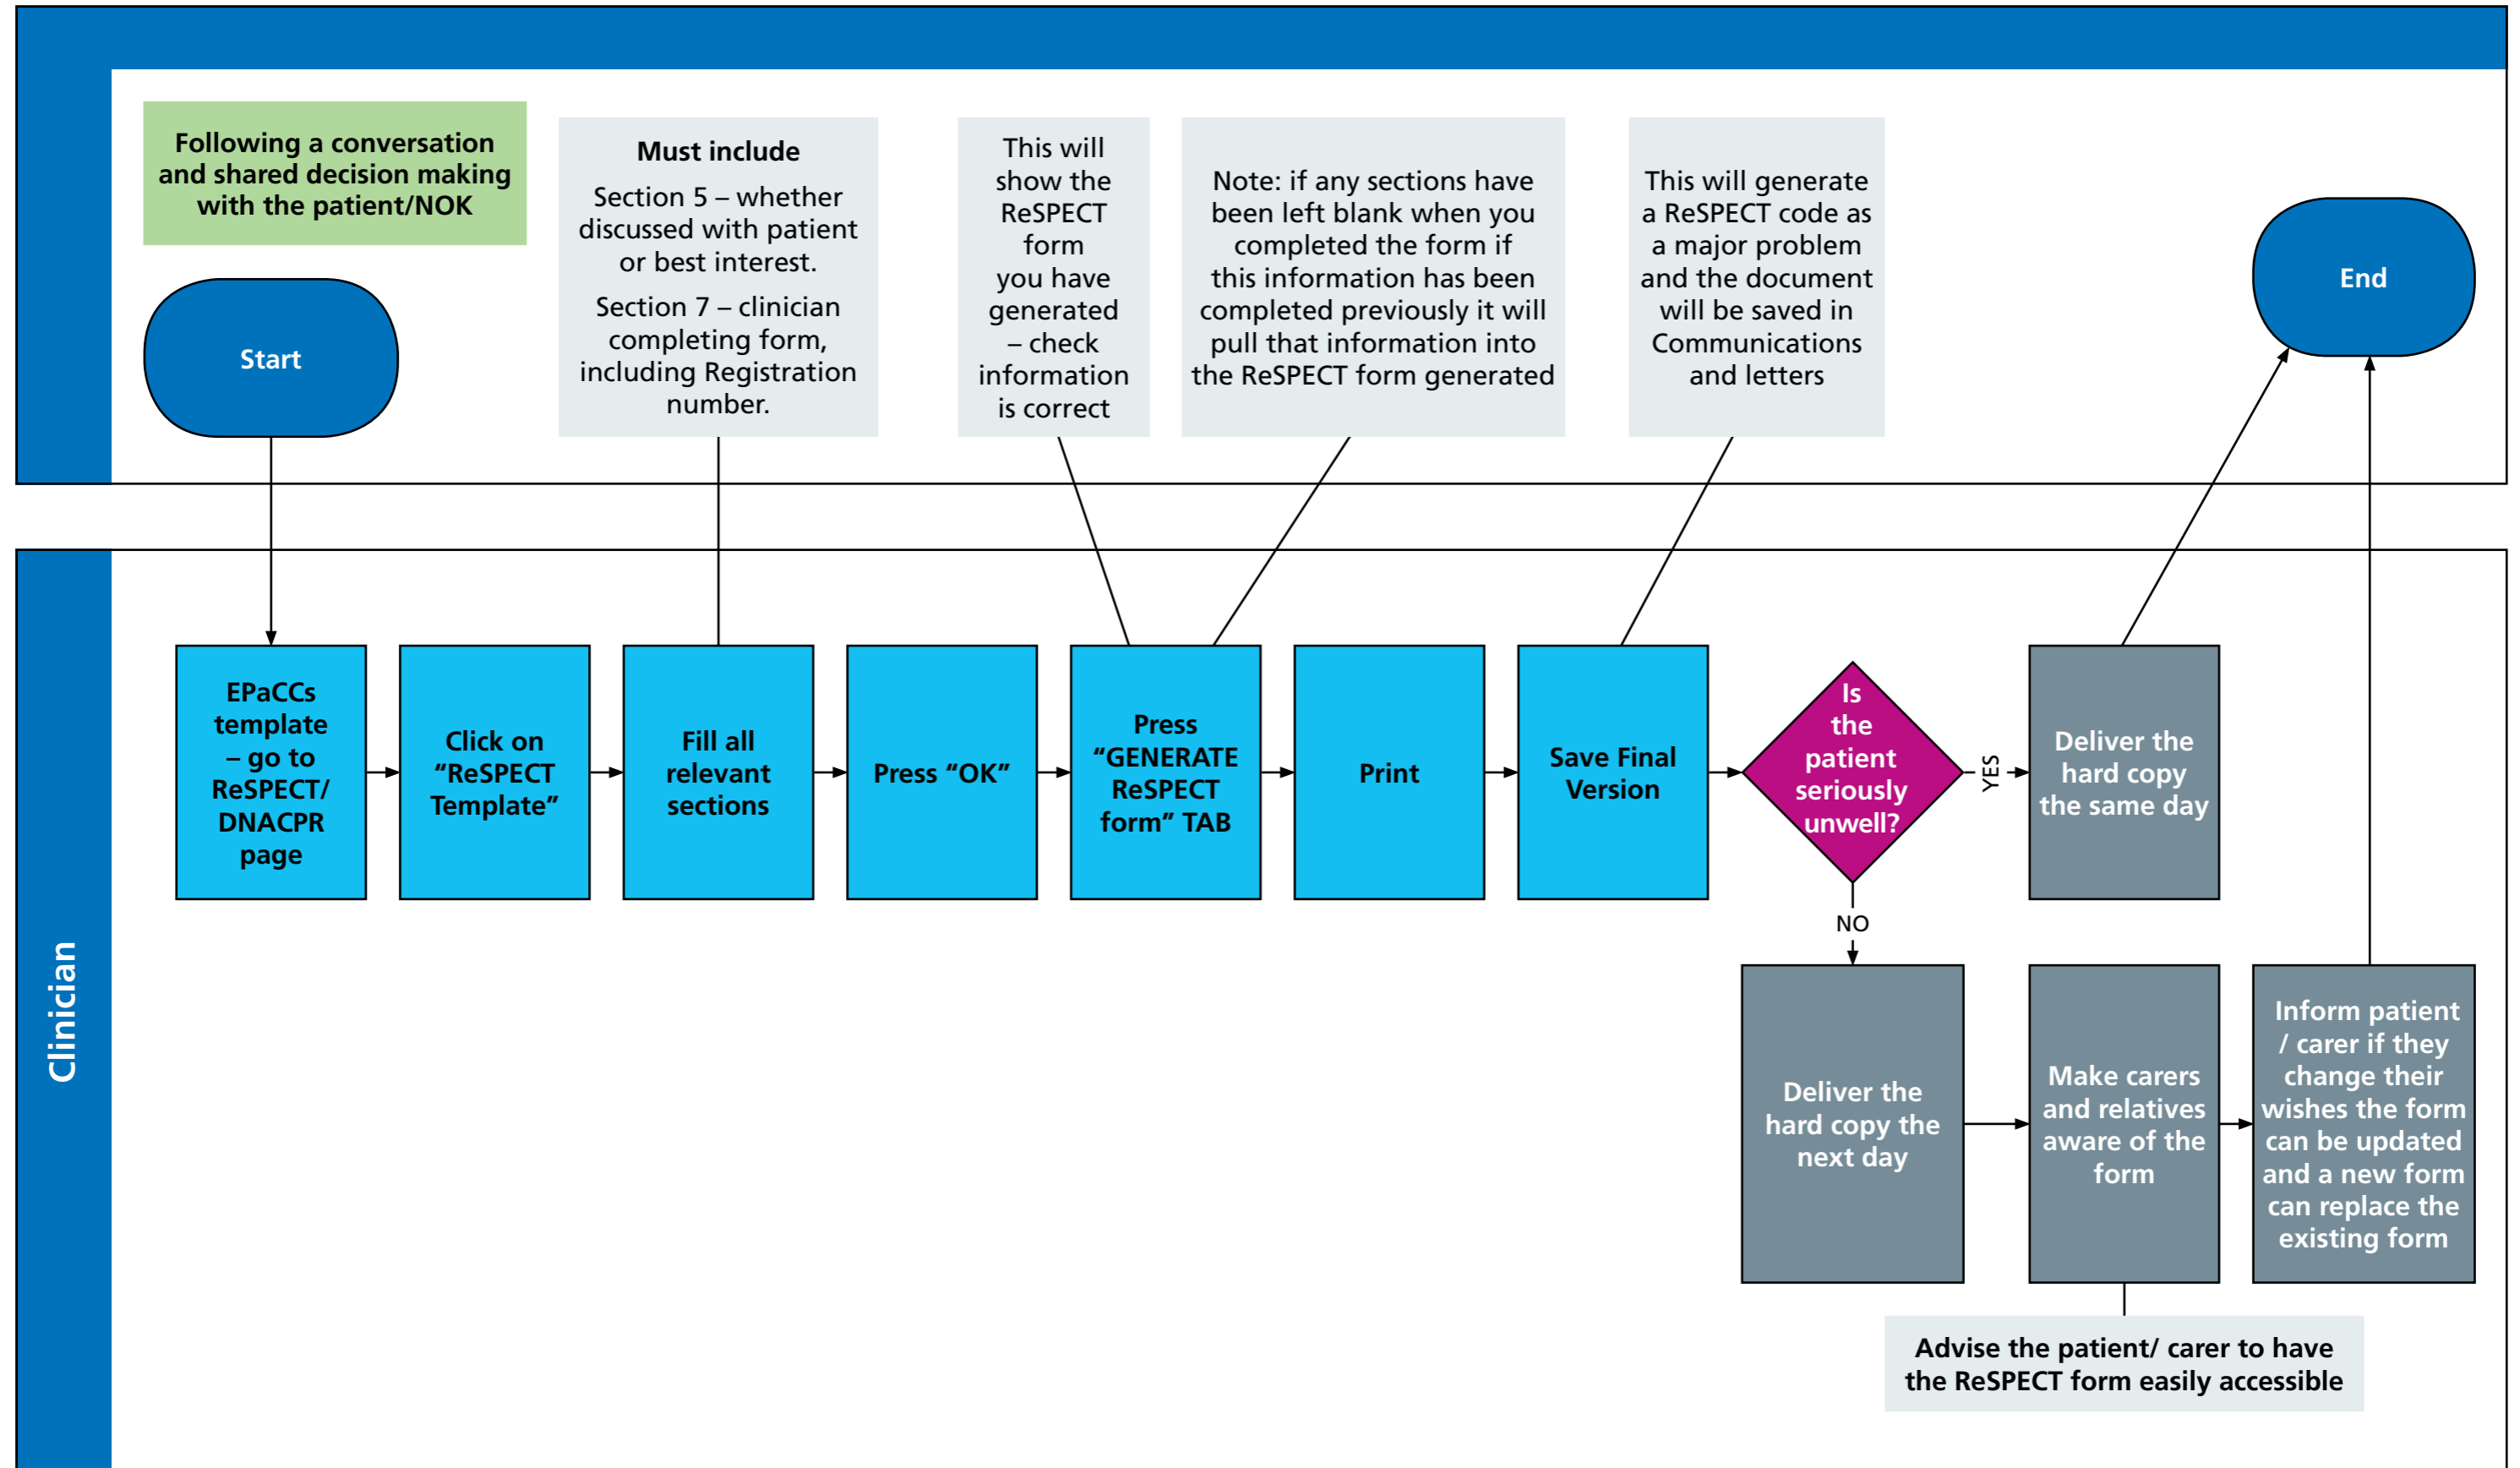 Following a conversation
and shared decision making
with the patient/NOK
Start
Must include
Section 5 – whether
discussed with patient
or best interest.
Section 7 – clinician
completing form,
including Registration
number.
This will
show the
ReSPECT
form
you have
generated
– check
information
is correct
Note: if any sections have
been left blank when you
completed the form if
this information has been
completed previously it will
pull that information into
the ReSPECT form generated
This will generate
a ReSPECT code as
a major problem
and the document
will be saved in
Communications
and letters
End
Clinician
EPaCCs
template
– go to
ReSPECT/
DNACPR
page
Click on
“ReSPECT
Template”
Fill all
relevant
sections
Press “OK”
Press
“GENERATE
ReSPECT
form” TAB
Print
Save Final
Version
Is
the
patient
seriously
unwell?
YES
Deliver the
hard copy
the same day
NO
Deliver the
hard copy the
next day
Make carers
and relatives
aware of the
form
Inform patient
/ carer if they
change their
wishes the form
can be updated
and a new form
can replace the
existing form
Advise the patient/ carer to have
the ReSPECT form easily accessible